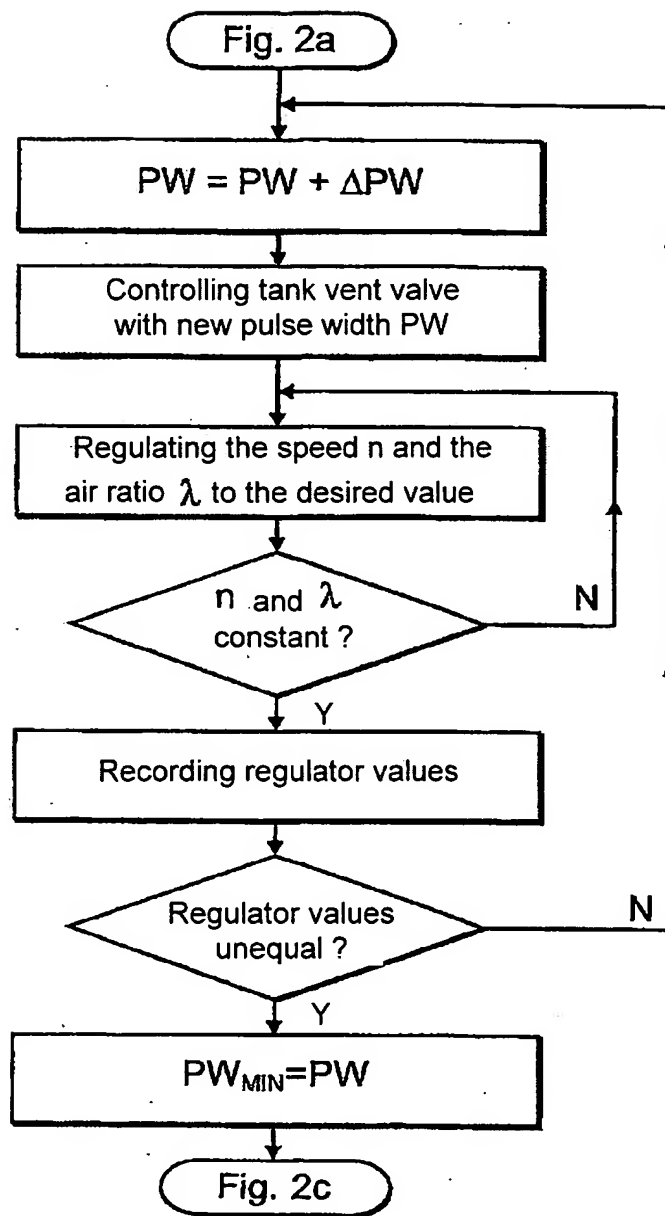 Fig. 2a
PW = PW + ΔPW
Controlling tank vent valve
with new pulse width PW
Regulating the speed n and the
air ratio λ to the desired value
n and λ
constant ?
N
Y
Recording regulator values
Regulator values
unequal ?
N
Y
PW_MIN=PW
Fig. 2c